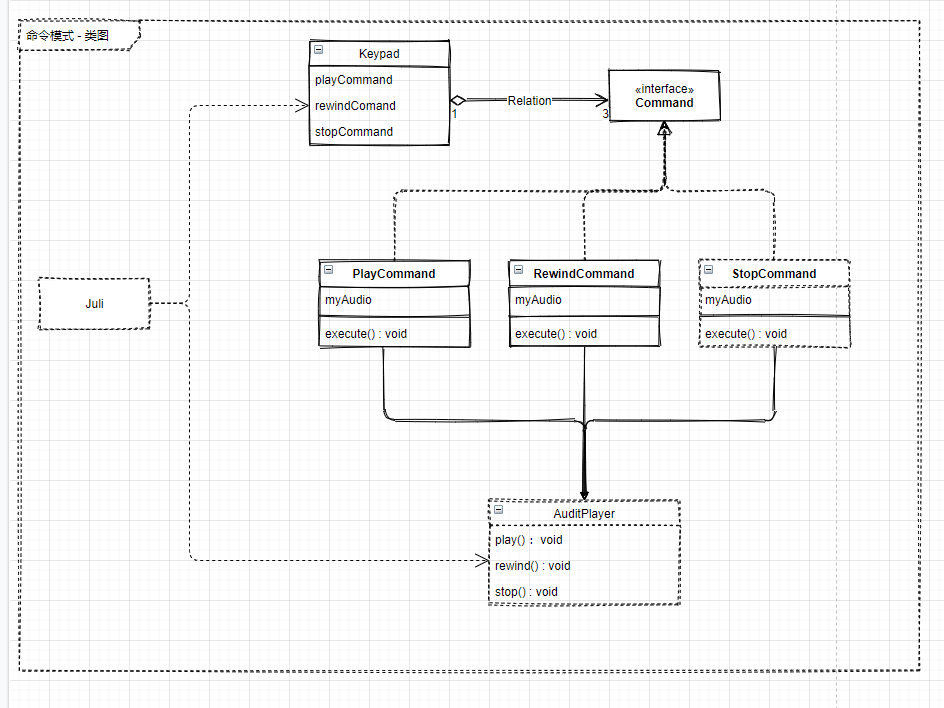 命令模式 - 类图
Keypad
playCommand
rewindComand
stopCommand
1
Relation
3
«interface»
Command
PlayCommand
myAudio
execute() : void
RewindCommand
myAudio
execute() : void
StopCommand
myAudio
execute() : void
Juli
AuditPlayer
play() ： void
rewind() : void
stop() : void